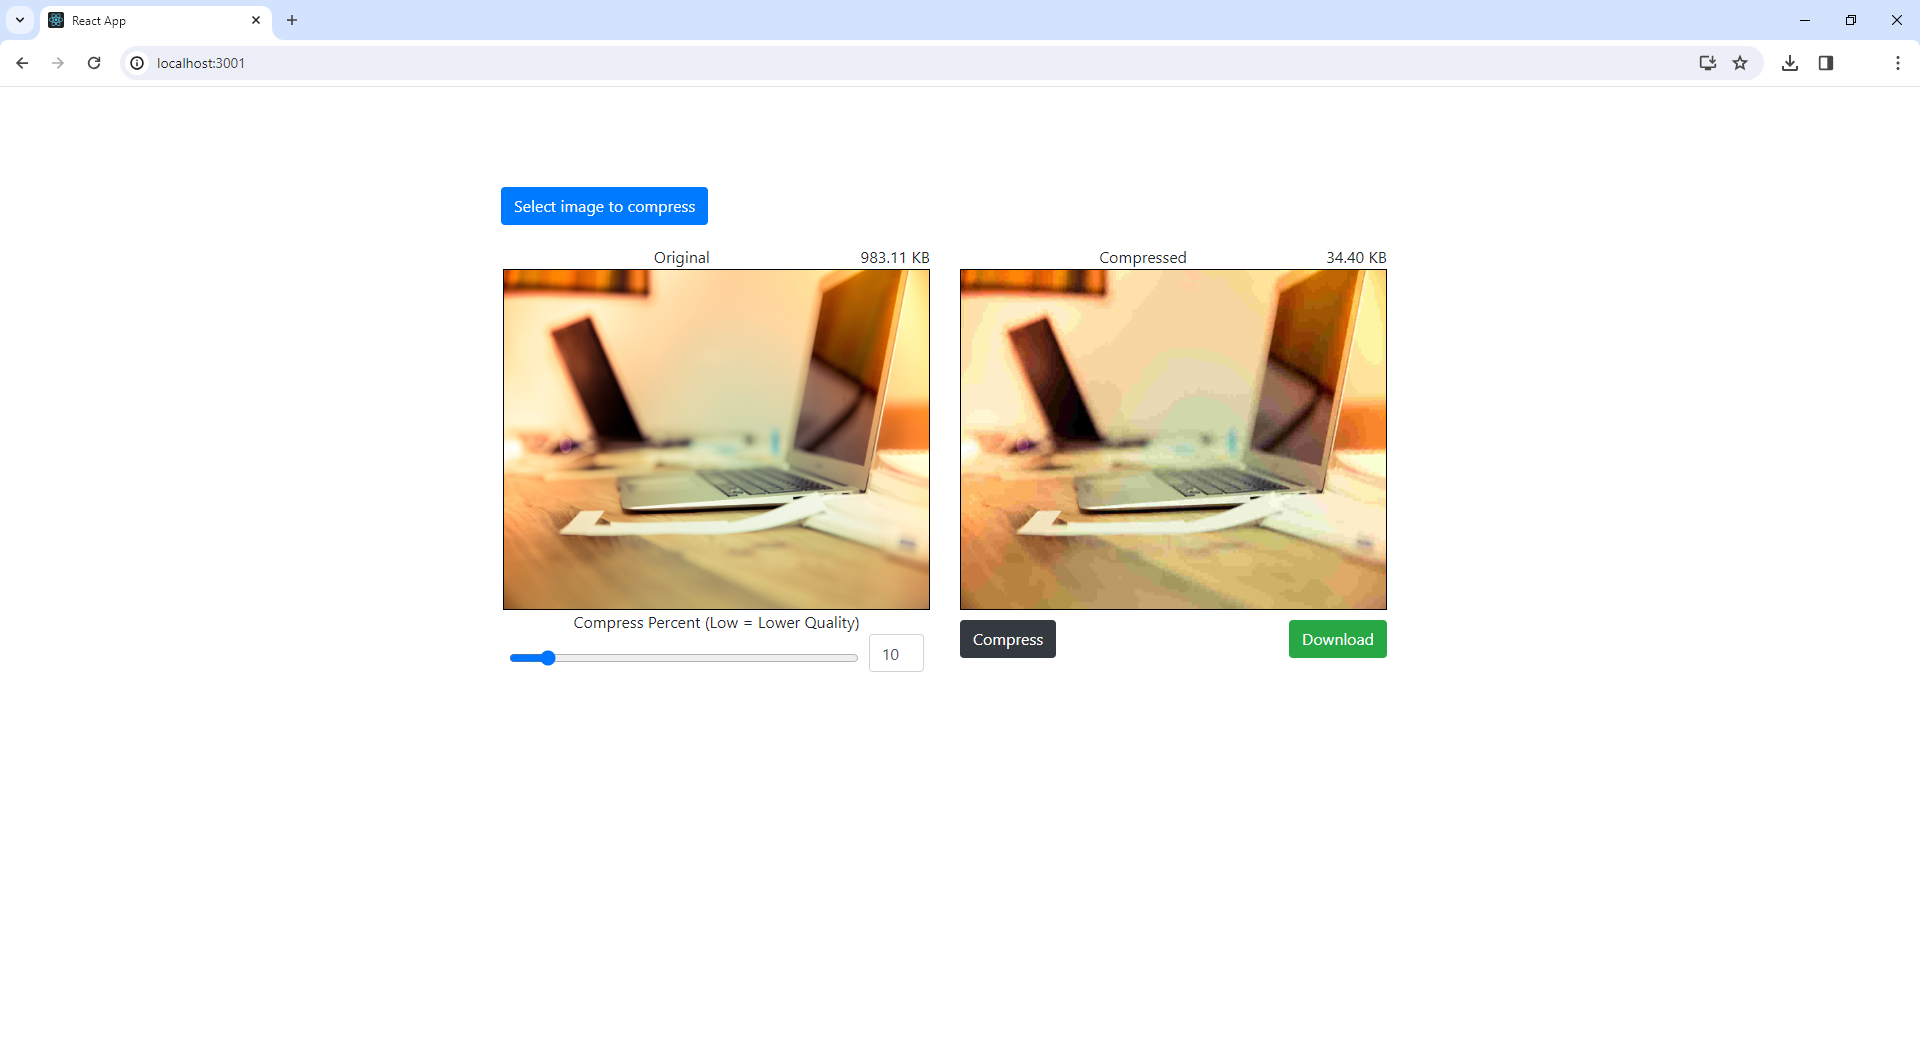 React App
localhost:3001
Select image to compress
Original 983.11 KB
Compressed 34.40 KB
Compress Percent (Low = Lower Quality)
10
Compress
Download